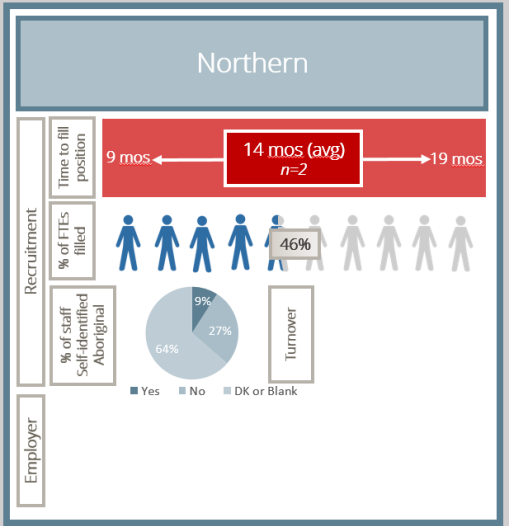 Northern
Recruitment
Time to fill
position
9 mos
14 mos (avg)
n=2
19 mos
% of FTEs
filled
46%
% of staff
Self-identified
Aboriginal
9%
27%
64%
Yes No DK or Blank
Turnover
Employer